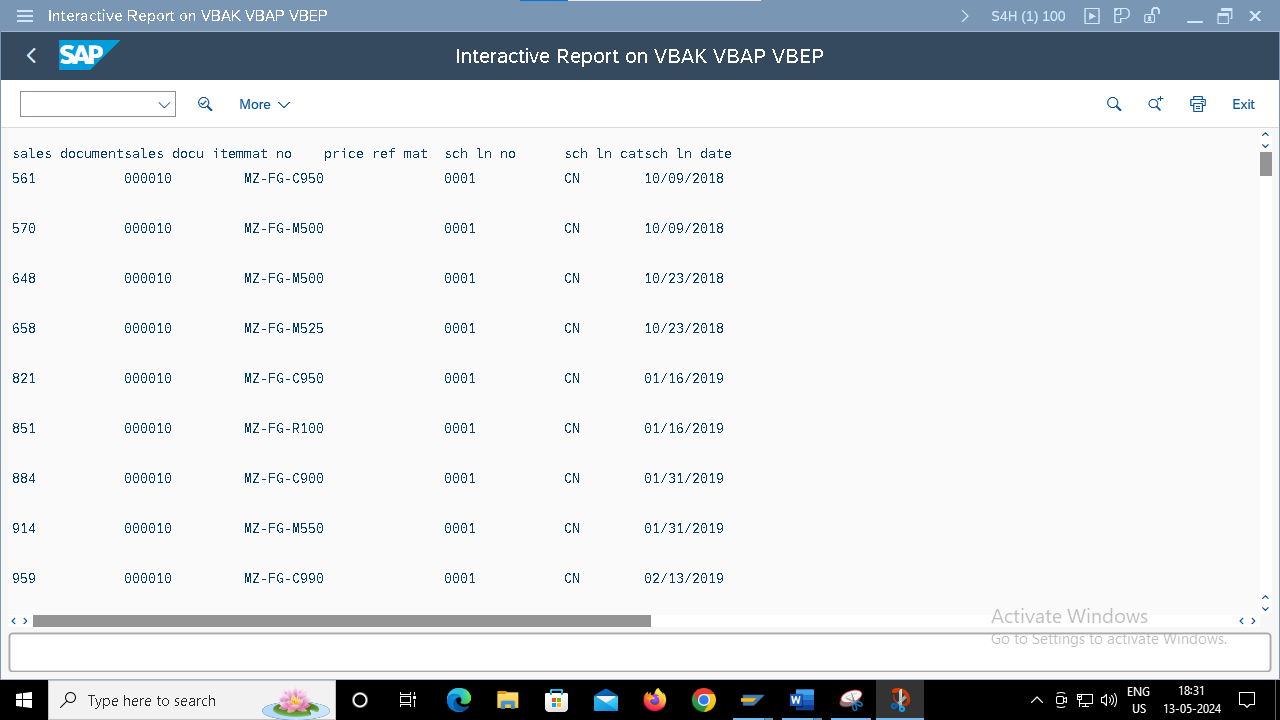 Interactive Report on VBAK VBAP VBEP
S4H (1) 100
SAP
Interactive Report on VBAK VBAP VBEP
More
Exit
sales documentsales docu itemmat no price ref mat sch ln no sch ln catsch ln date
561 000010 MZ-FG-C950 0001 CN 10/09/2018
570 000010 MZ-FG-M500 0001 CN 10/09/2018
648 000010 MZ-FG-M500 0001 CN 10/23/2018
658 000010 MZ-FG-M525 0001 CN 10/23/2018
821 000010 MZ-FG-C950 0001 CN 01/16/2019
851 000010 MZ-FG-R100 0001 CN 01/16/2019
884 000010 MZ-FG-C900 0001 CN 01/31/2019
914 000010 MZ-FG-M550 0001 CN 01/31/2019
959 000010 MZ-FG-C990 0001 CN 02/13/2019
Activate Windows
Go to Settings to activate Windows.
Type here to search
ENG
US
18:31
13-05-2024